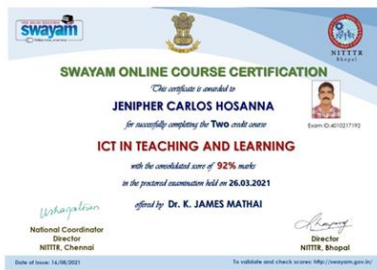 swayam
NITTTR
Bhopal
SWAYAM ONLINE COURSE CERTIFICATION
This certificate is awarded to
JENIPHER CARLOS HOSANNA
for successfully completing the Two credit course
Exam ID:4010217192
ICT IN TEACHING AND LEARNING
with the consolidated score of 92% marks
in the proctored examination held on 26.03.2021
offered by Dr. K. JAMES MATHAI
National Coordinator
Director
NITTTR, Chennai
Director
NITTTR, Bhopal
Date of Issue: 16/08/2021
To validate and check scores: http://swayam.gov.in/